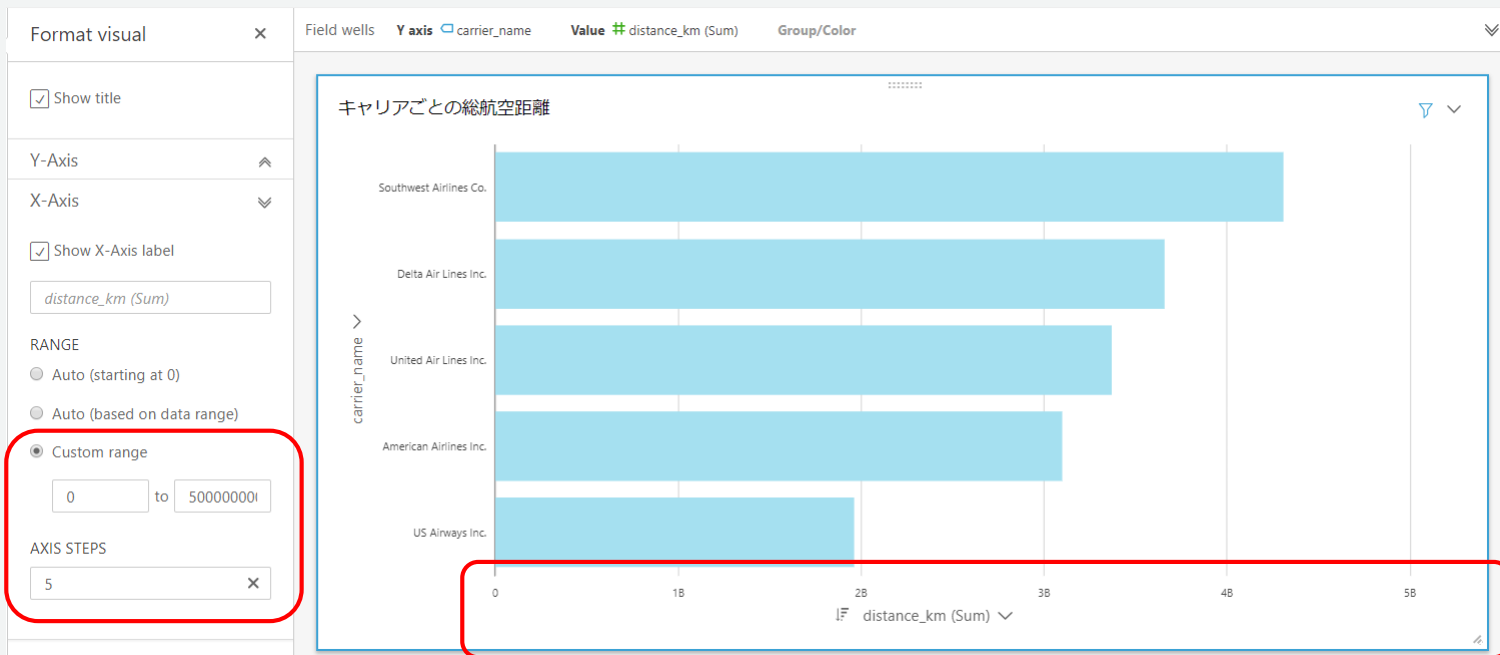 Format visual
Field wells Y axis carrier_name Value distance_km (Sum) Group/Color
Show title
Y-Axis
X-Axis
Show X-Axis label
distance_km (Sum)
RANGE
Auto (starting at 0)
Auto (based on data range)
Custom range
0 to 50000000
AXIS STEPS
5
キャリアごとの総航空距離
carrier_name
Southwest Airlines Co.
Delta Air Lines Inc.
United Air Lines Inc.
American Airlines Inc.
US Airways Inc.
0 1B 2B 3B 4B 5B
distance_km (Sum)